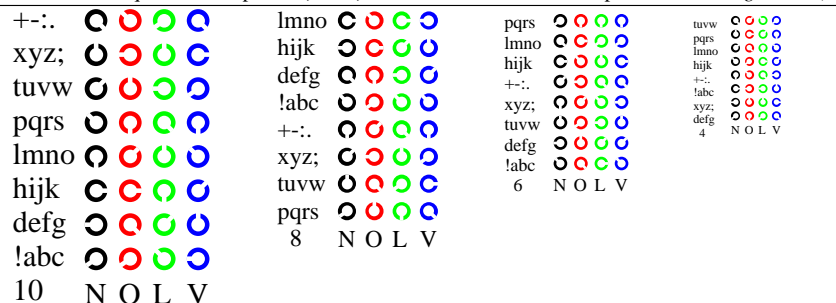 +-:.
xyz;
tuvw
pqrs
lmno
hijk
defg
!abc
10 N O L V
lmno
hijk
defg
!abc
+-:.
xyz;
tuvw
pqrs
8 N O L V
pqrs
lmno
hijk
+-:.
xyz;
tuvw
defg
!abc
6 N O L V
tuvw
pqrs
lmno
hijk
+-:.
!abc
xyz;
defg
4 N O L V